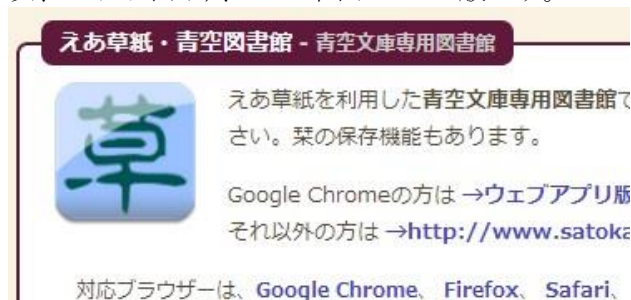 えあ草紙・青空図書館 - 青空文庫専用図書館
草
えあ草紙を利用した青空文庫専用図書館で
さい。栞の保存機能もあります。
Google Chromeの方は →ウェブアプリ版
それ以外の方は →http://www.satoka
対応ブラウザーは、Google Chrome、 Firefox、 Safari、